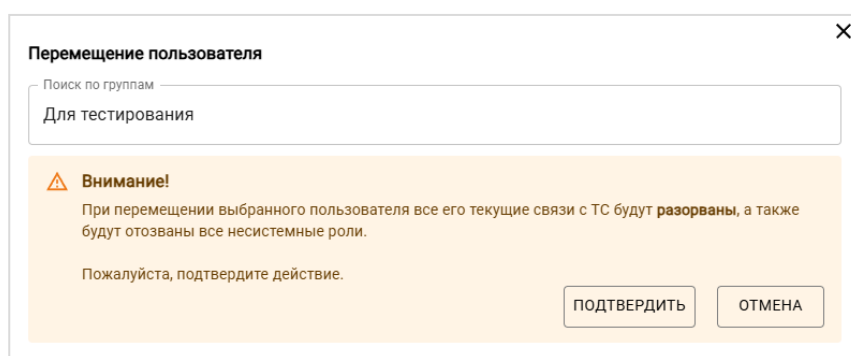 Перемещение пользователя
Поиск по группам
Для тестирования
Внимание!
При перемещении выбранного пользователя все его текущие связи с ТС будут разорваны, а также
будут отозваны все несистемные роли.
Пожалуйста, подтвердите действие.
ПОДТВЕРДИТЬ ОТМЕНА